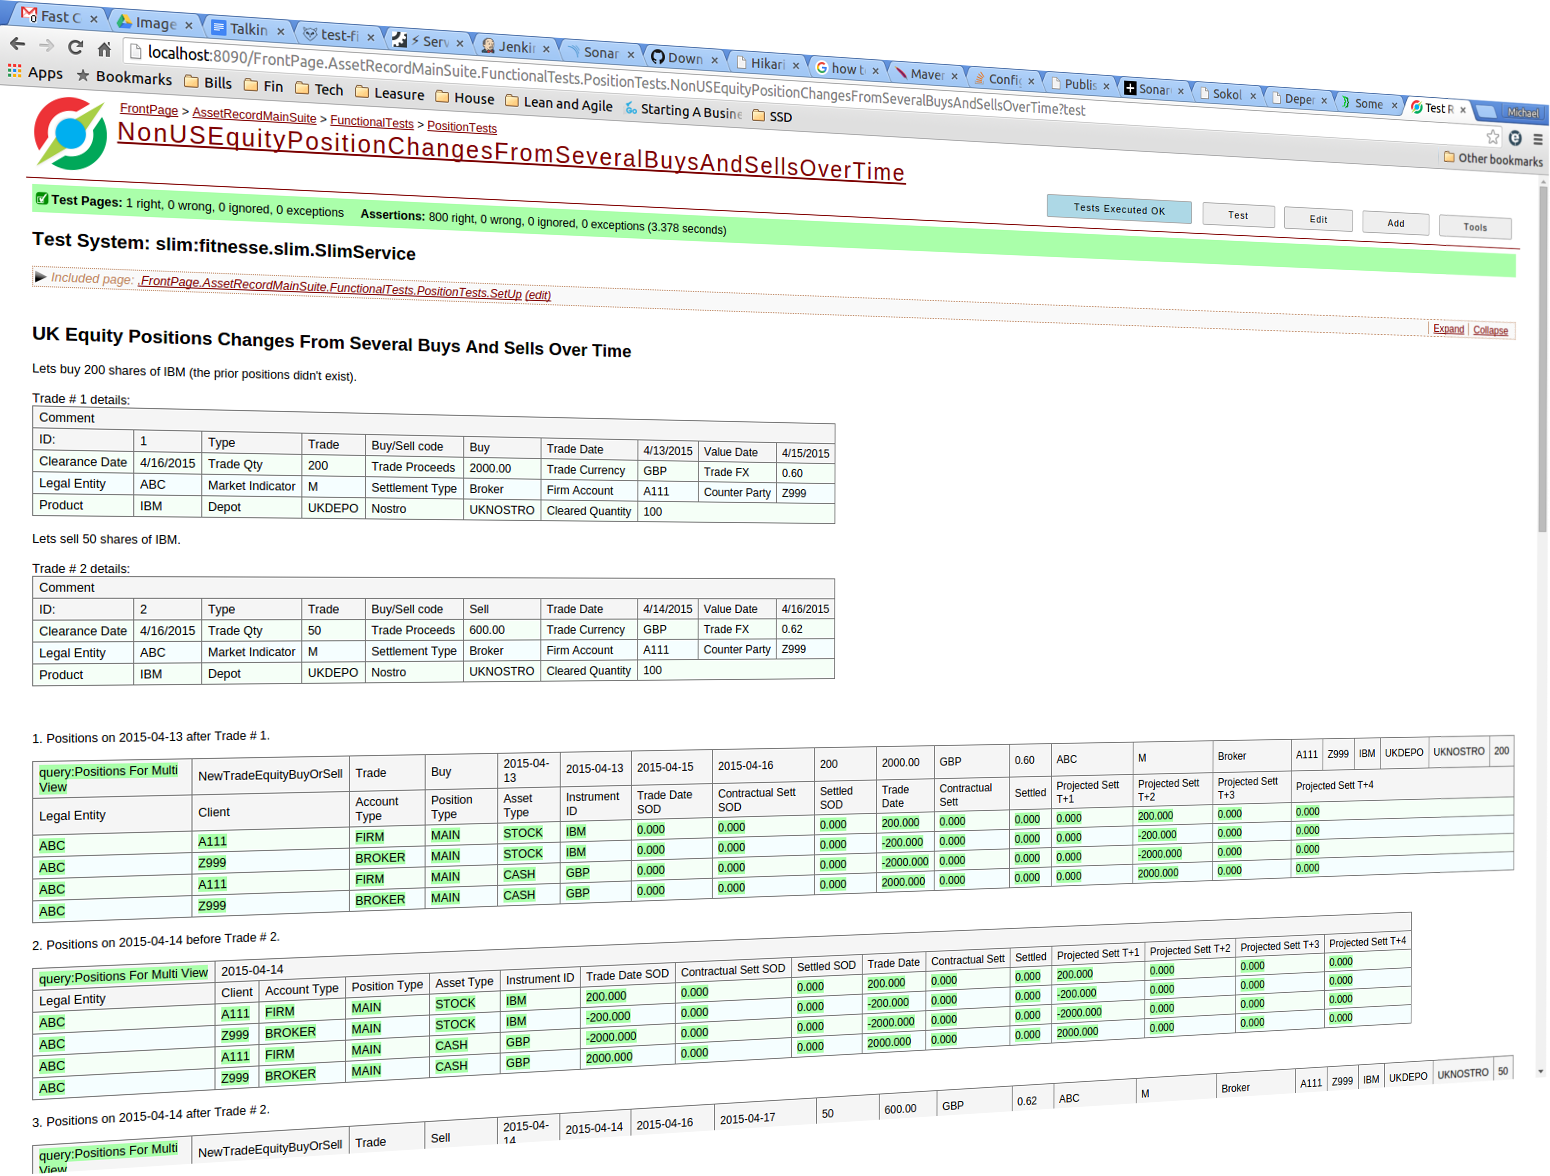 Fast C
Image
Talkin
test-fi
Serv
Jenkin
Sonar
Down
Hikari
how to
Maven
Config
Publis
Sonar
Sokol
Deper
Some
Test R
Michael
localhost:8090/FrontPage.AssetRecordMainSuite.FunctionalTests.PositionTests.NonUSEquityPositionChangesFromSeveralBuysAndSellsOverTime?test
Apps Bookmarks Bills Fin Tech Leasure House Lean and Agile Starting A Busine SSD Other bookmarks
FrontPage > AssetRecordMainSuite > FunctionalTests > PositionTests
NonUSEquityPositionChangesFromSeveralBuysAndSellsOverTime
Tests Executed OK Test Edit Add Tools
Test Pages: 1 right, 0 wrong, 0 ignored, 0 exceptions Assertions: 800 right, 0 wrong, 0 ignored, 0 exceptions (3.378 seconds)
Test System: slim:fitnesse.slim.SlimService
Included page: .FrontPage.AssetRecordMainSuite.FunctionalTests.PositionTests.SetUp (edit)
Expand Collapse
UK Equity Positions Changes From Several Buys And Sells Over Time
Lets buy 200 shares of IBM (the prior positions didn't exist).
Trade # 1 details:
Comment
ID: 1 Type Trade Buy/Sell code Buy Trade Date 4/13/2015 Value Date 4/15/2015
Clearance Date 4/16/2015 Trade Qty 200 Trade Proceeds 2000.00 Trade Currency GBP Trade FX 0.60
Legal Entity ABC Market Indicator M Settlement Type Broker Firm Account A111 Counter Party Z999
Product IBM Depot UKDEPO Nostro UKNOSTRO Cleared Quantity 100
Lets sell 50 shares of IBM.
Trade # 2 details:
Comment
ID: 2 Type Trade Buy/Sell code Sell Trade Date 4/14/2015 Value Date 4/16/2015
Clearance Date 4/16/2015 Trade Qty 50 Trade Proceeds 600.00 Trade Currency GBP Trade FX 0.62
Legal Entity ABC Market Indicator M Settlement Type Broker Firm Account A111 Counter Party Z999
Product IBM Depot UKDEPO Nostro UKNOSTRO Cleared Quantity 100
1. Positions on 2015-04-13 after Trade # 1.
query:Positions For Multi View NewTradeEquityBuyOrSell Trade Buy 2015-04-13 2015-04-13 2015-04-15 2015-04-16 200 2000.00 GBP 0.60 ABC M Broker A111 Z999 IBM UKDEPO UKNOSTRO 200
Legal Entity Client Account Type Position Type Asset Type Instrument ID Trade Date SOD Contractual Sett SOD Settled SOD Trade Date Contractual Sett Settled Projected Sett T+1 Projected Sett T+2 Projected Sett T+3 Projected Sett T+4
ABC A111 FIRM MAIN STOCK IBM 0.000 0.000 0.000 200.000 0.000 0.000 0.000 200.000 0.000 0.000
ABC Z999 BROKER MAIN STOCK IBM 0.000 0.000 0.000 -200.000 0.000 0.000 0.000 -200.000 0.000 0.000
ABC A111 FIRM MAIN CASH GBP 0.000 0.000 0.000 -2000.000 0.000 0.000 0.000 -2000.000 0.000 0.000
ABC Z999 BROKER MAIN CASH GBP 0.000 0.000 0.000 2000.000 0.000 0.000 0.000 2000.000 0.000 0.000
2. Positions on 2015-04-14 before Trade # 2.
query:Positions For Multi View 2015-04-14
Legal Entity Client Account Type Position Type Asset Type Instrument ID Trade Date SOD Contractual Sett SOD Settled SOD Trade Date Contractual Sett Settled Projected Sett T+1 Projected Sett T+2 Projected Sett T+3 Projected Sett T+4
ABC A111 FIRM MAIN STOCK IBM 200.000 0.000 0.000 200.000 0.000 0.000 200.000 0.000 0.000 0.000
ABC Z999 BROKER MAIN STOCK IBM -200.000 0.000 0.000 -200.000 0.000 0.000 -200.000 0.000 0.000 0.000
ABC A111 FIRM MAIN CASH GBP -2000.000 0.000 0.000 -2000.000 0.000 0.000 -2000.000 0.000 0.000 0.000
ABC Z999 BROKER MAIN CASH GBP 2000.000 0.000 0.000 2000.000 0.000 0.000 2000.000 0.000 0.000 0.000
3. Positions on 2015-04-14 after Trade # 2.
query:Positions For Multi View NewTradeEquityBuyOrSell Trade Sell 2015-04-14 2015-04-14 2015-04-16 2015-04-17 50 600.00 GBP 0.62 ABC M Broker A111 Z999 IBM UKDEPO UKNOSTRO 50